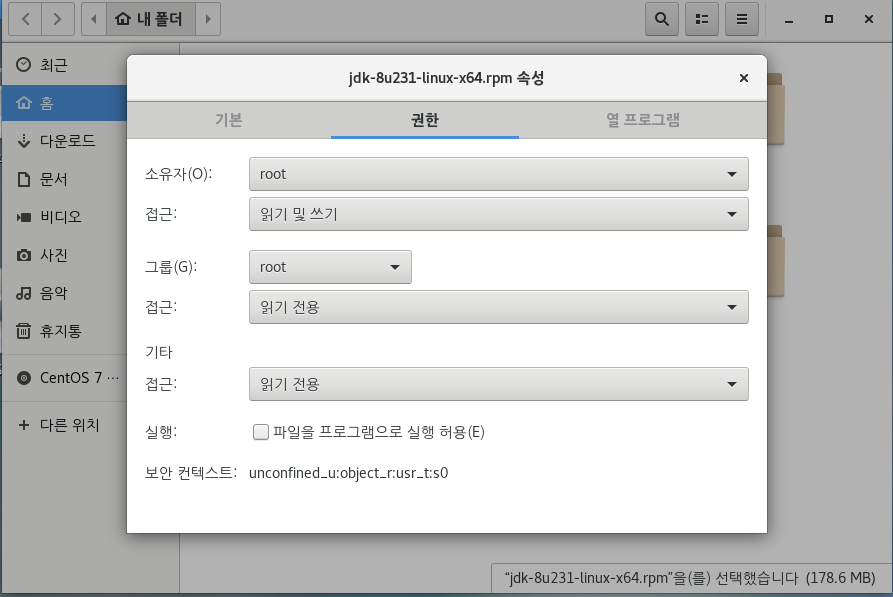 내 폴더
최근
홈
다운로드
문서
비디오
사진
음악
휴지통
CentOS 7 ···
다른 위치
jdk-8u231-linux-x64.rpm 속성
기본 권한 열 프로그램
소유자(O): root
접근: 읽기 및 쓰기
그룹(G): root
접근: 읽기 전용
기타
접근: 읽기 전용
실행: 파일을 프로그램으로 실행 허용(E)
보안 컨텍스트: unconfined_u:object_r:usr_t:s0
“jdk-8u231-linux-x64.rpm”을(를) 선택했습니다 (178.6 MB)